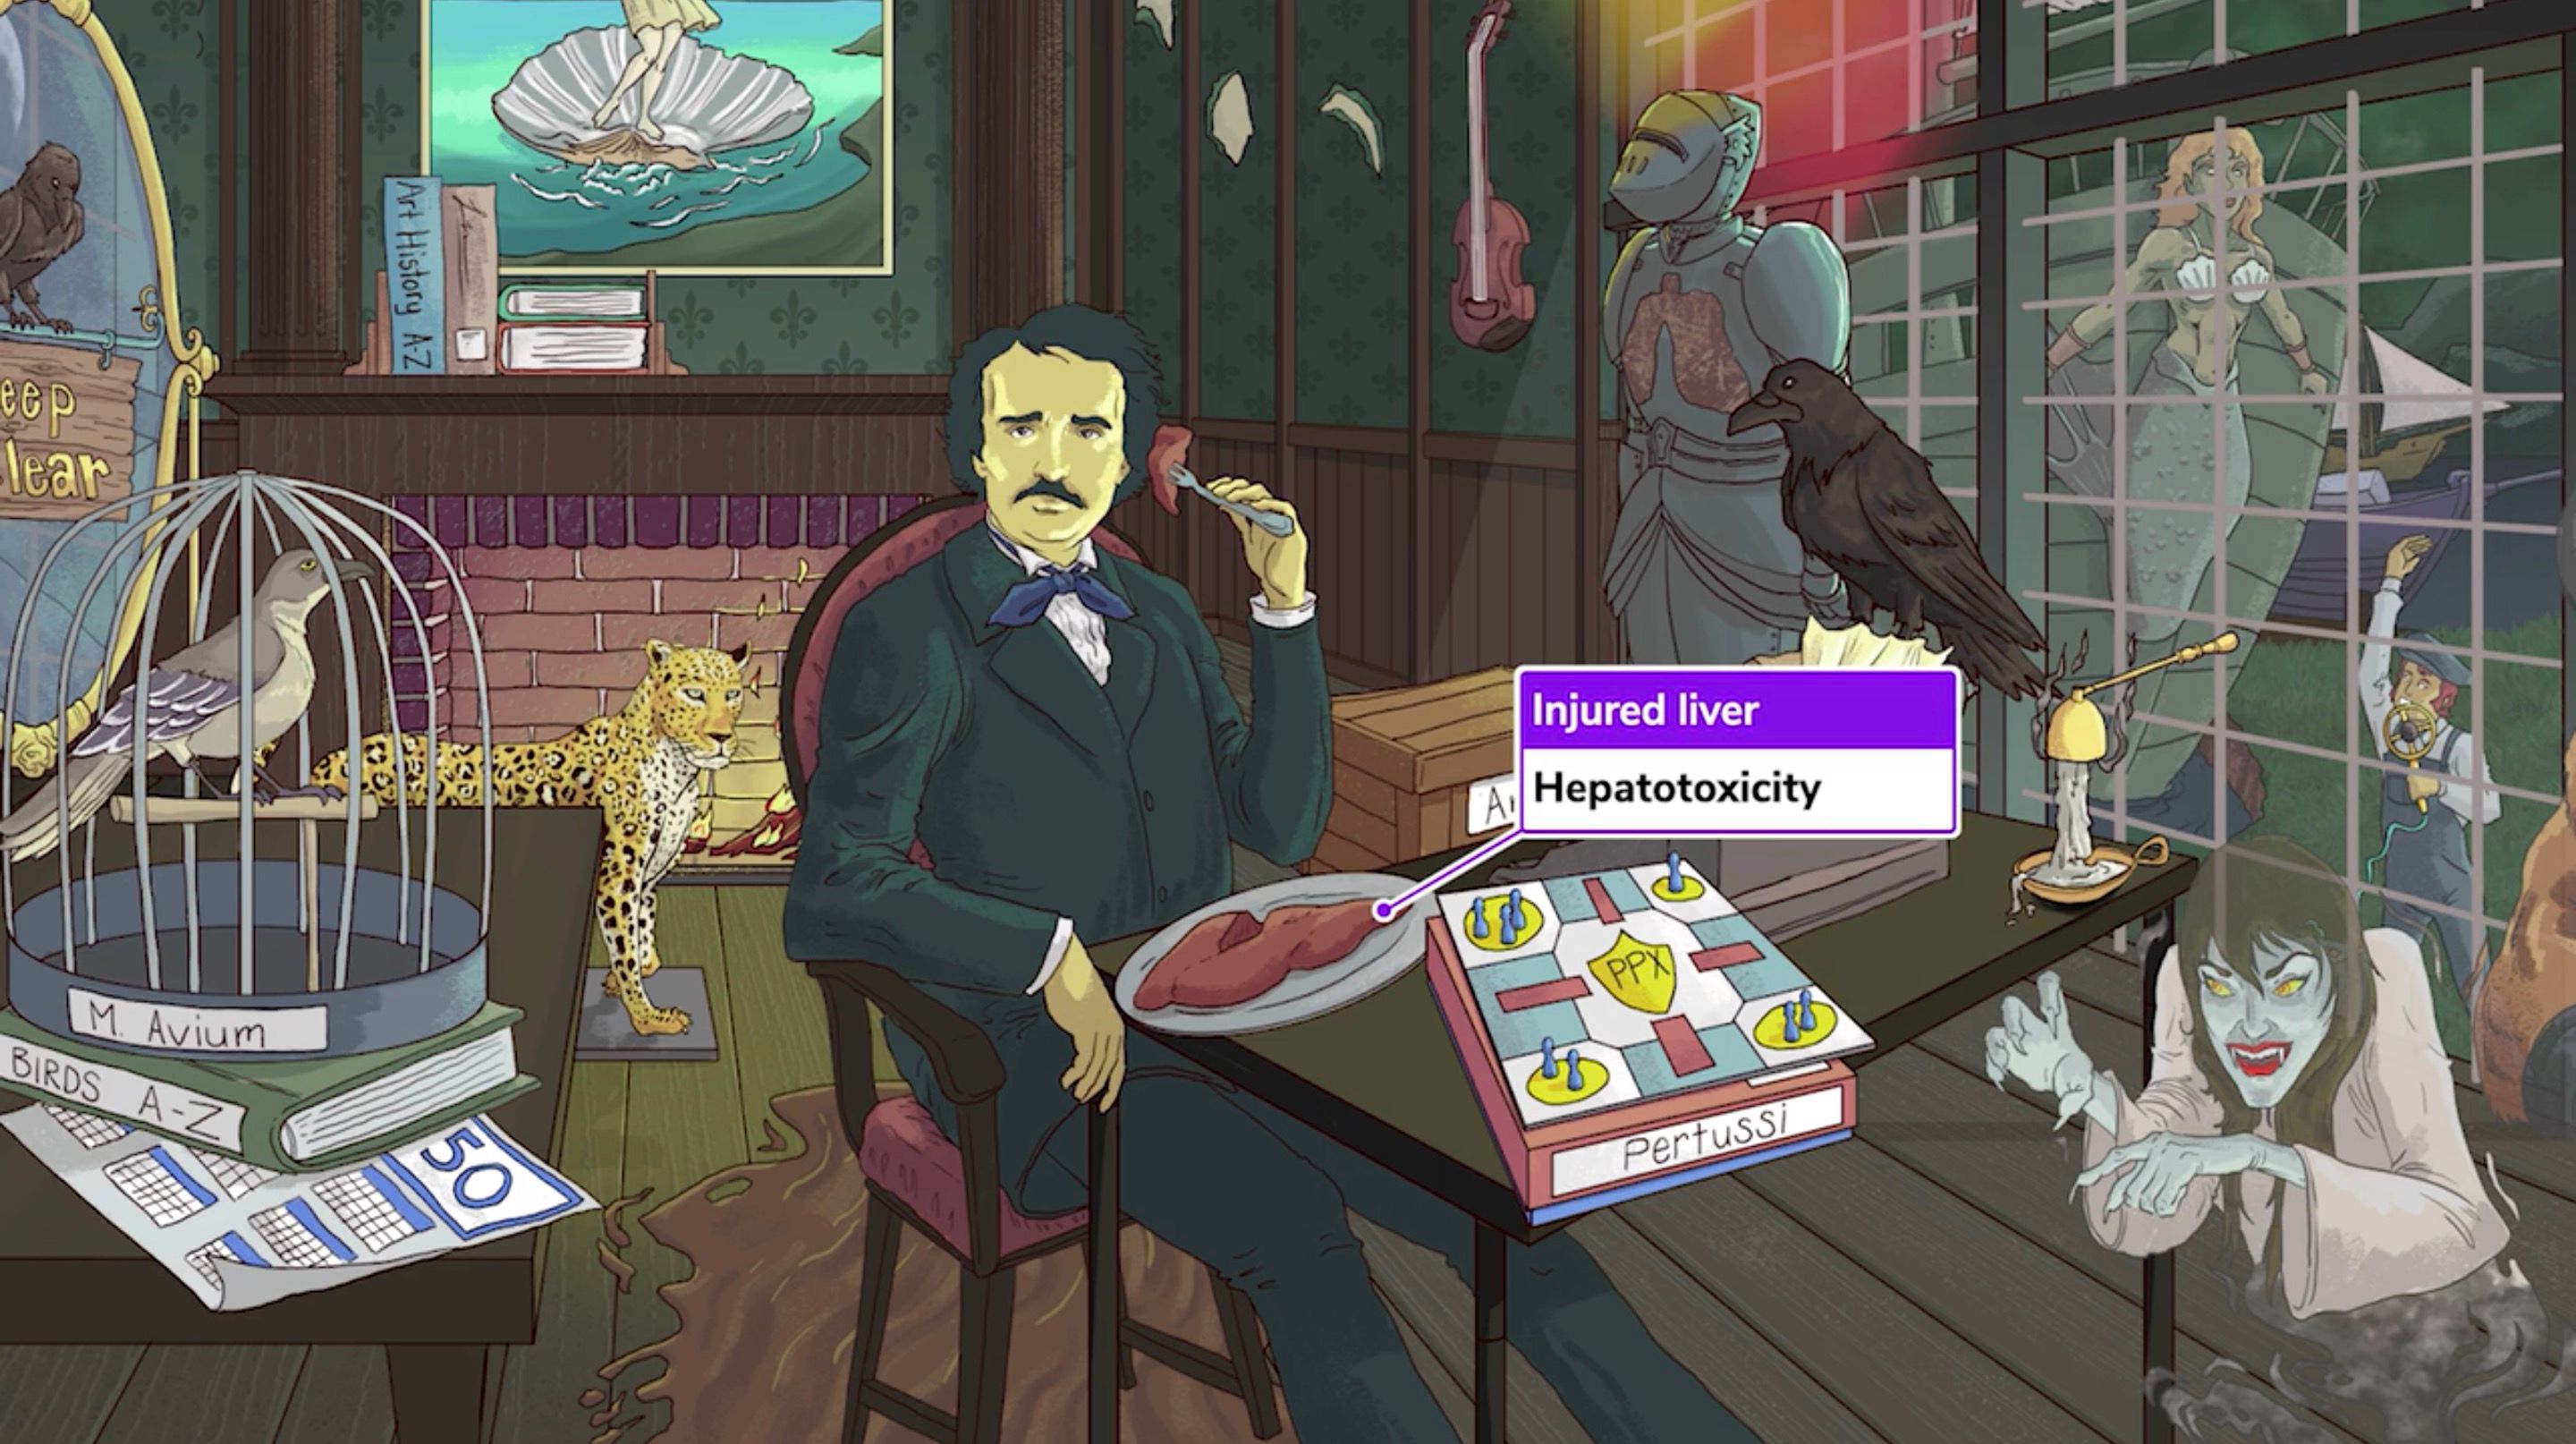 Art History A-Z
eep
lear
Injured liver
Hepatotoxicity
PPX
M. Avium
BIRDS A-Z
50
Pertussi